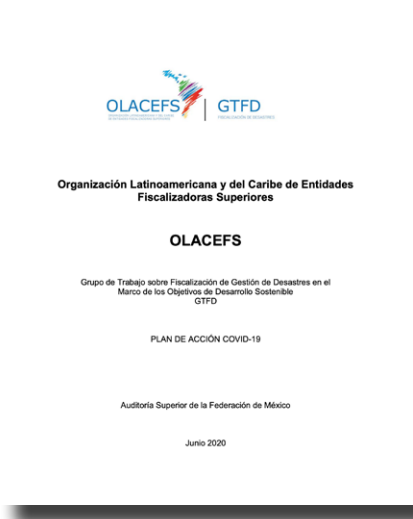 OLACEFS
GTFD
FISCALIZACIÓN DE DESASTRES
Organización Latinoamericana y del Caribe de Entidades
Fiscalizadoras Superiores
OLACEFS
Grupo de Trabajo sobre Fiscalización de Gestión de Desastres en el
Marco de los Objetivos de Desarrollo Sostenible
GTFD
PLAN DE ACCIÓN COVID-19
Auditoría Superior de la Federación de México
Junio 2020